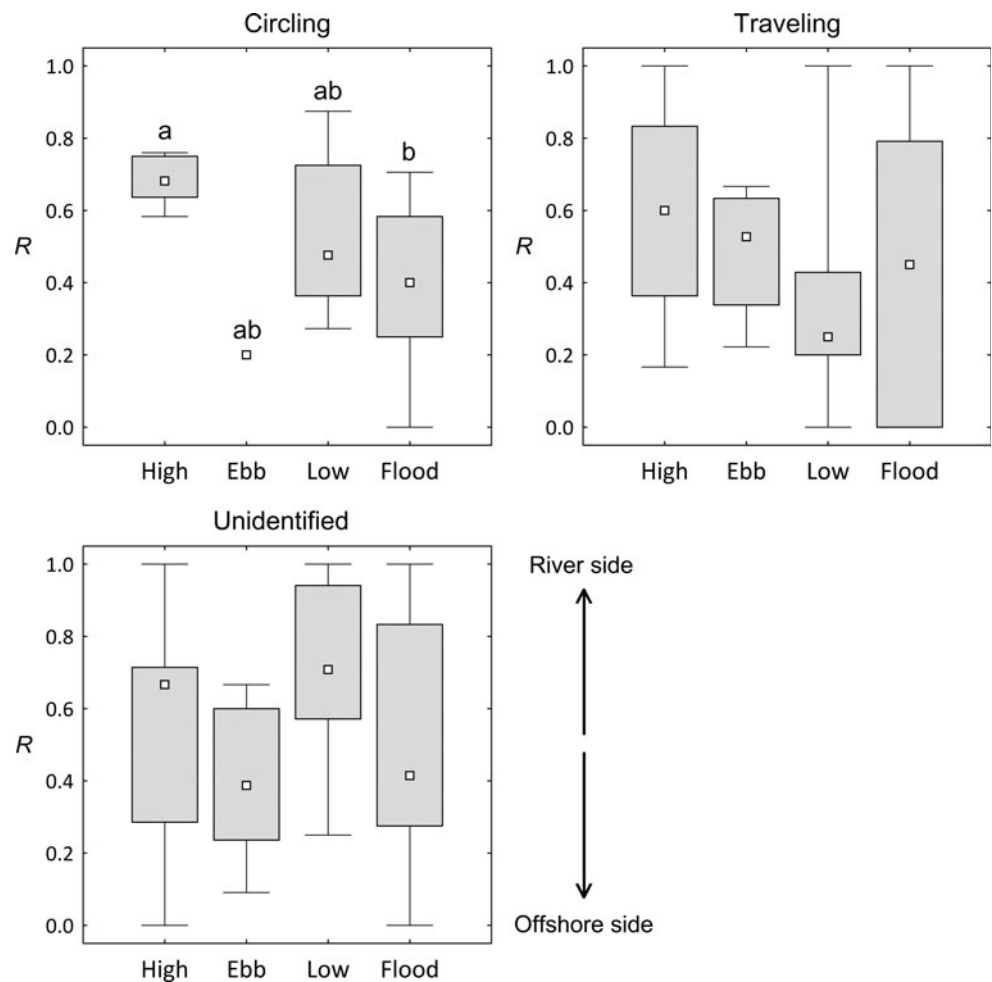 Circling
1.0
0.8
0.6
R
0.4
0.2
0.0
a
ab
ab
b
High Ebb Low Flood
Traveling
1.0
0.8
0.6
R
0.4
0.2
0.0
High Ebb Low Flood
Unidentified
1.0
0.8
0.6
R
0.4
0.2
0.0
High Ebb Low Flood
River side
Offshore side